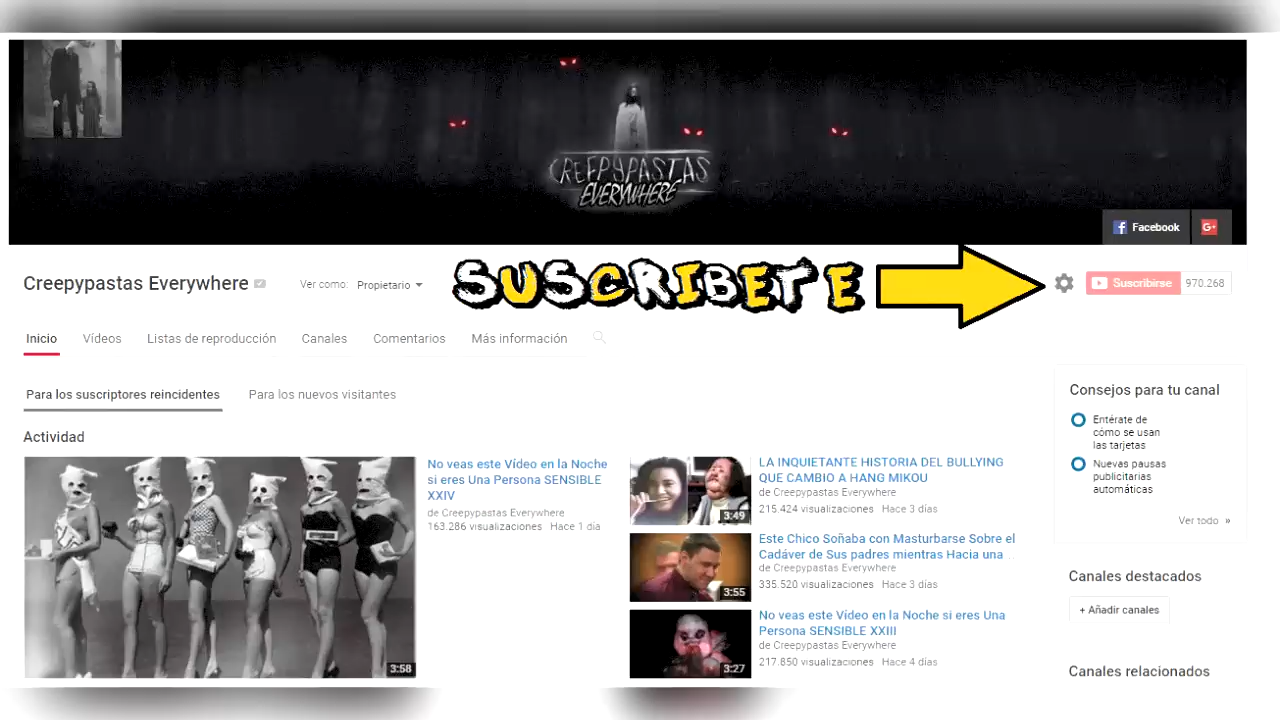 CREEPYPASTAS
EVERYWHERE
Facebook
G+
Creepypastas Everywhere
Ver como: Propietario
SUSCRIBETE
Suscribirse 970.268
Inicio Vídeos Listas de reproducción Canales Comentarios Más información
Para los suscriptores reincidentes Para los nuevos visitantes
Actividad
3:58
No veas este Vídeo en la Noche
si eres Una Persona SENSIBLE
XXIV
de Creepypastas Everywhere
163.286 visualizaciones Hace 1 día
3:49
LA INQUIETANTE HISTORIA DEL BULLYING
QUE CAMBIO A HANG MIKOU
de Creepypastas Everywhere
215.424 visualizaciones Hace 3 días
3:55
Este Chico Soñaba con Masturbarse Sobre el
Cadáver de Sus padres mientras Hacia una...
de Creepypastas Everywhere
335.520 visualizaciones Hace 3 días
3:27
No veas este Vídeo en la Noche si eres Una
Persona SENSIBLE XXIII
de Creepypastas Everywhere
217.850 visualizaciones Hace 4 días
Consejos para tu canal
Entérate de
cómo se usan
las tarjetas
Nuevas pausas
publicitarias
automáticas
Ver todo »
Canales destacados
+ Añadir canales
Canales relacionados